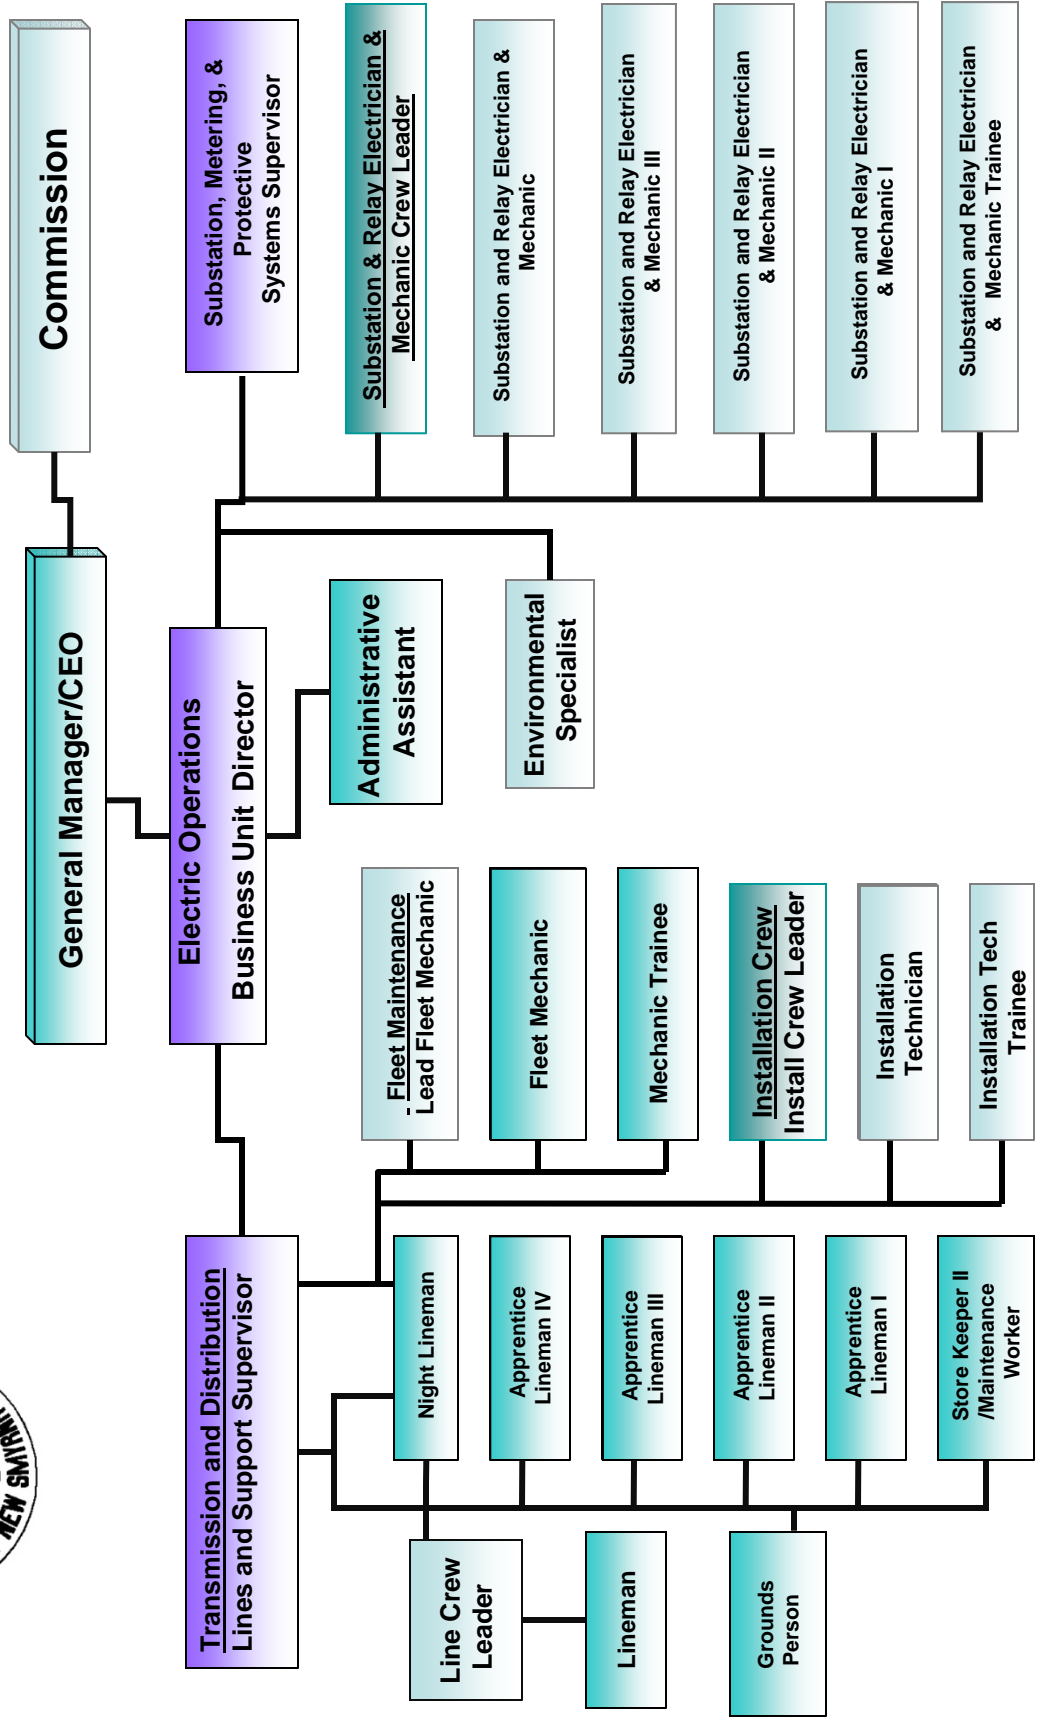 Commission
General Manager/CEO
Electric Operations
Business Unit Director
Substation, Metering, &
Protective
Systems Supervisor
Transmission and Distribution
Lines and Support Supervisor
Administrative
Assistant
Environmental
Specialist
Substation & Relay Electrician &
Mechanic Crew Leader
Substation and Relay Electrician &
Mechanic
Substation and Relay Electrician
& Mechanic III
Substation and Relay Electrician
& Mechanic II
Substation and Relay Electrician
& Mechanic I
Substation and Relay Electrician
& Mechanic Trainee
Fleet Maintenance
Lead Fleet Mechanic
Fleet Mechanic
Mechanic Trainee
Installation Crew
Install Crew Leader
Installation
Technician
Installation Tech
Trainee
Night Lineman
Apprentice
Lineman IV
Apprentice
Lineman III
Apprentice
Lineman II
Apprentice
Lineman I
Store Keeper II
/Maintenance
Worker
Line Crew
Leader
Lineman
Grounds
Person
NEW